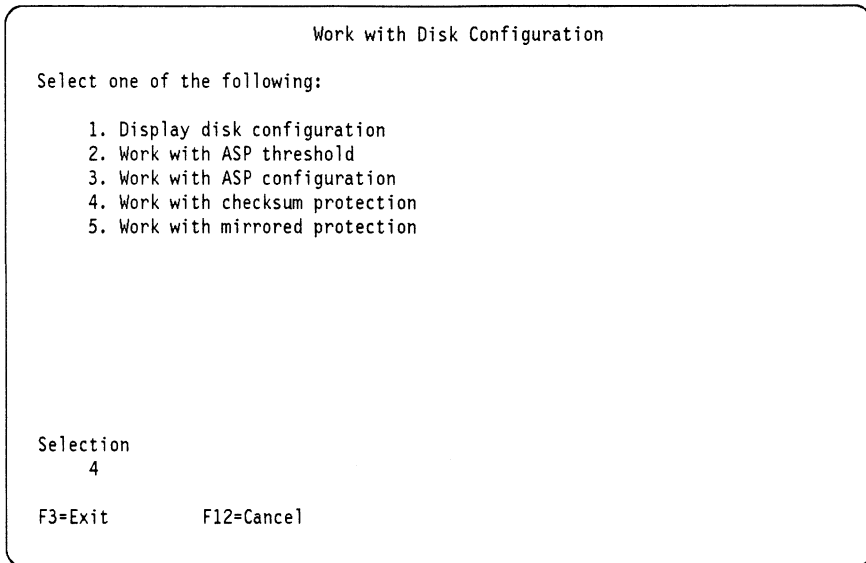 Work with Disk Configuration
Select one of the following:
1. Display disk configuration
2. Work with ASP threshold
3. Work with ASP configuration
4. Work with checksum protection
5. Work with mirrored protection
Selection
4
F3=Exit F12=Cancel